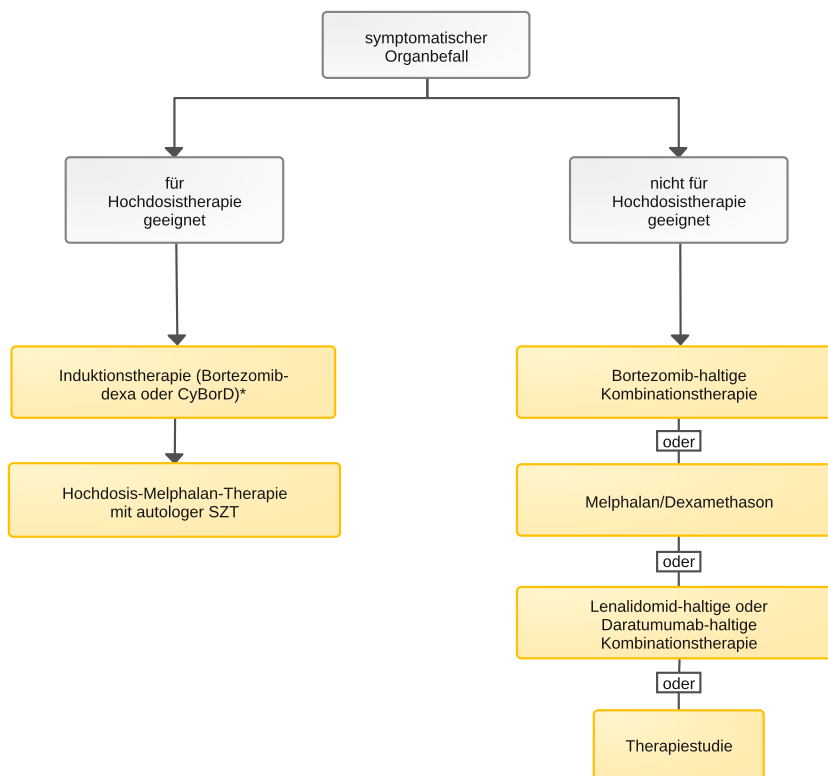 symptomatischer
Organbefall
für
Hochdosistherapie
geeignet
nicht für
Hochdosistherapie
geeignet
Induktionstherapie (Bortezomib-
dexa oder CyBorD)*
Hochdosis-Melphalan-Therapie
mit autologer SZT
Bortezomib-haltige
Kombinationstherapie
oder
Melphalan/Dexamethason
oder
Lenalidomid-haltige oder
Daratumumab-haltige
Kombinationstherapie
oder
Therapiestudie